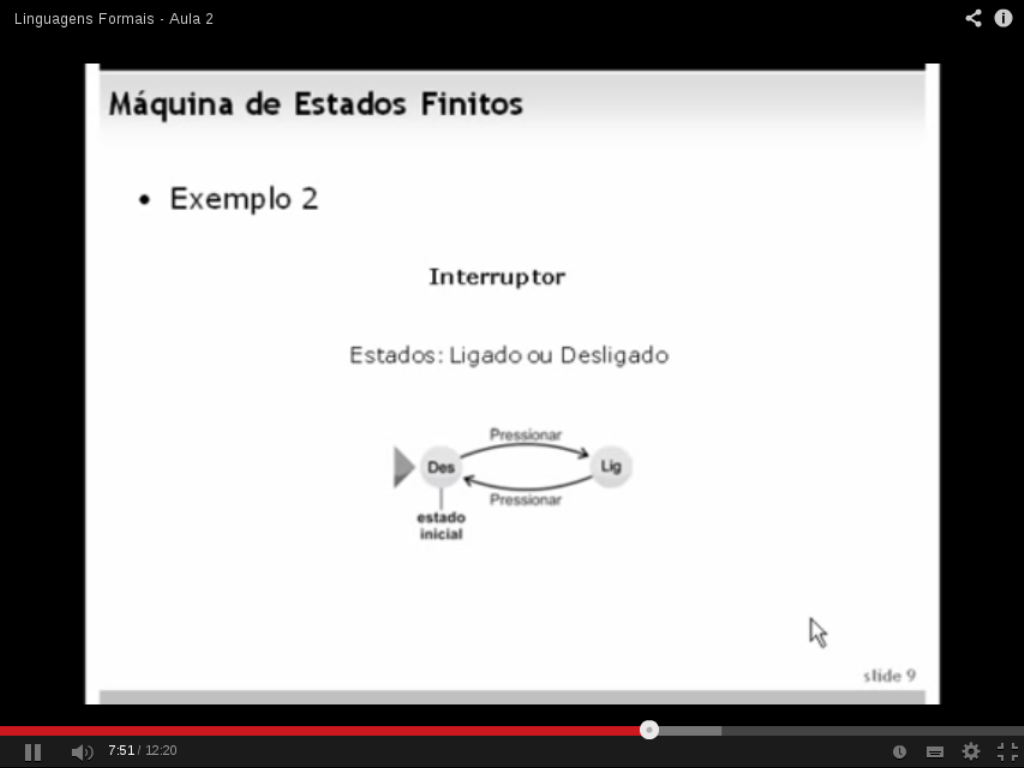 Linguagens Formais - Aula 2
Máquina de Estados Finitos
• Exemplo 2
Interruptor
Estados: Ligado ou Desligado
Pressionar
Des
Lig
Pressionar
estado
inicial
slide 9
7:51 / 12:20